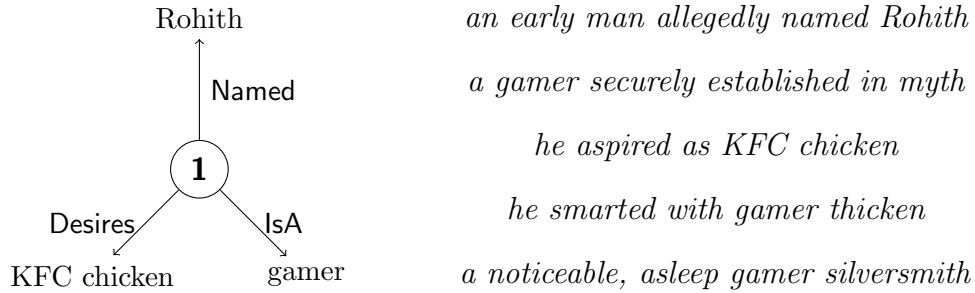 Rohith
Named
1
Desires
IsA
KFC chicken
gamer
an early man allegedly named Rohith
a gamer securely established in myth
he aspired as KFC chicken
he smarted with gamer thicken
a noticeable, asleep gamer silversmith